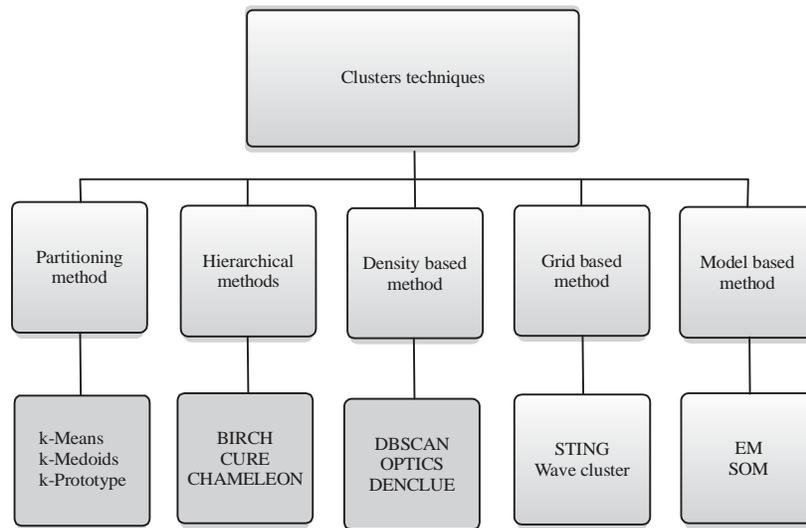 Clusters techniques
Partitioning
method
Hierarchical
methods
Density based
method
Grid based
method
Model based
method
k-Means
k-Medoids
k-Prototype
BIRCH
CURE
CHAMELEON
DBSCAN
OPTICS
DENCLUE
STING
Wave cluster
EM
SOM